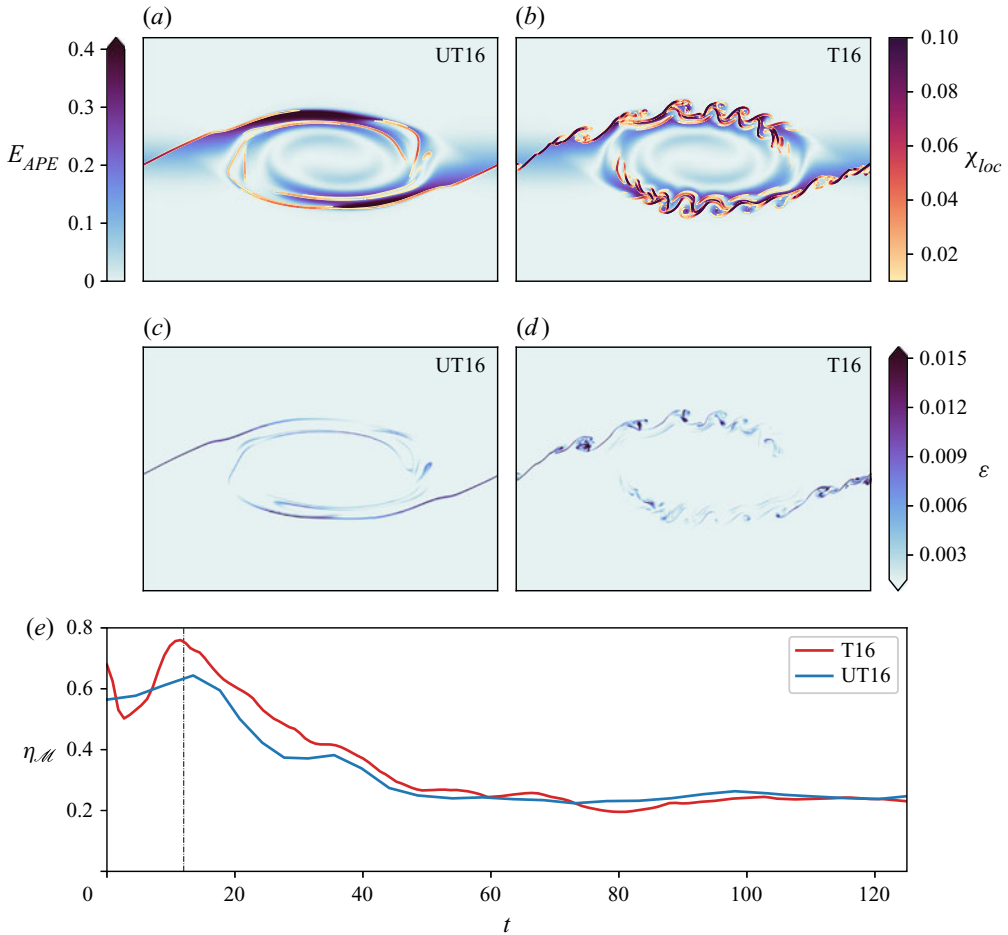 (a)
(b)
UT16
T16
0.4
0.3
0.2
0.1
0
E_APE
0.10
0.08
0.06
0.04
0.02
χ_loc
(c)
(d)
UT16
T16
0.015
0.012
0.009
0.006
0.003
ε
(e)
0.8
0.6
0.4
0.2
η_ℳ
T16
UT16
0
20
40
60
80
100
120
t